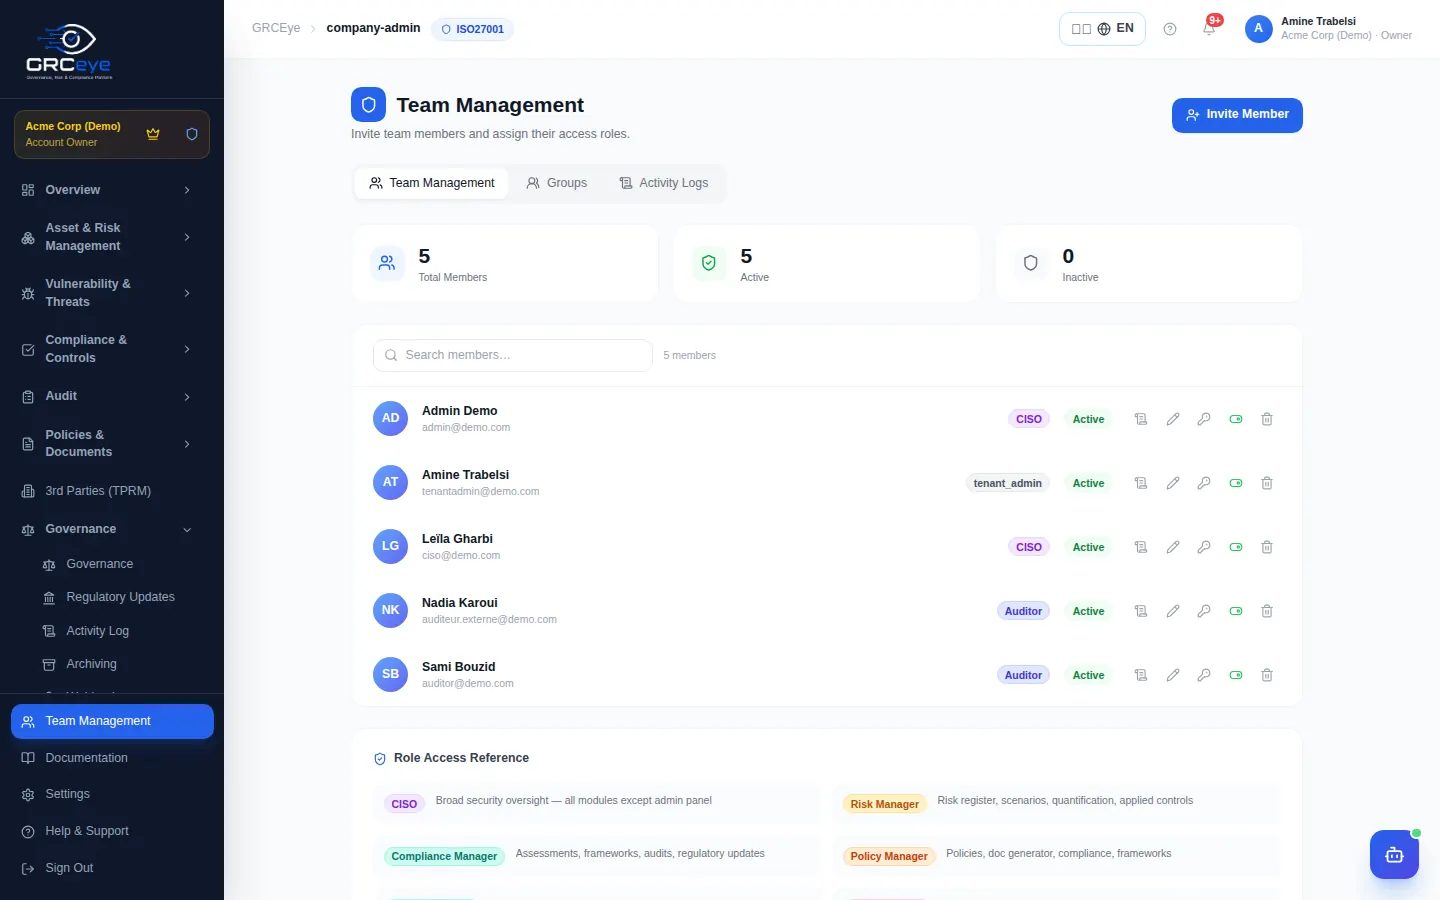 GRCeye
Governance, Risk & Compliance Matters
Acme Corp (Demo)
Account Owner
Overview
Asset & Risk
Management
Vulnerability &
Threats
Compliance &
Controls
Audit
Policies &
Documents
3rd Parties (TPRM)
Governance
Governance
Regulatory Updates
Activity Log
Archiving
Team Management
Documentation
Settings
Help & Support
Sign Out
GRCEye
company-admin
ISO27001
EN
9+
A
Amine Trabelsi
Acme Corp (Demo) · Owner
Team Management
Invite team members and assign their access roles.
Invite Member
Team Management
Groups
Activity Logs
5
Total Members
5
Active
0
Inactive
Search members…
5 members
AD
Admin Demo
admin@demo.com
CISO
Active
AT
Amine Trabelsi
tenantadmin@demo.com
tenant_admin
Active
LG
Leïla Gharbi
ciso@demo.com
CISO
Active
NK
Nadia Karoui
auditeur.externe@demo.com
Auditor
Active
SB
Sami Bouzid
auditor@demo.com
Auditor
Active
Role Access Reference
CISO
Broad security oversight — all modules except admin panel
Risk Manager
Risk register, scenarios, quantification, applied controls
Compliance Manager
Assessments, frameworks, audits, regulatory updates
Policy Manager
Policies, doc generator, compliance, frameworks